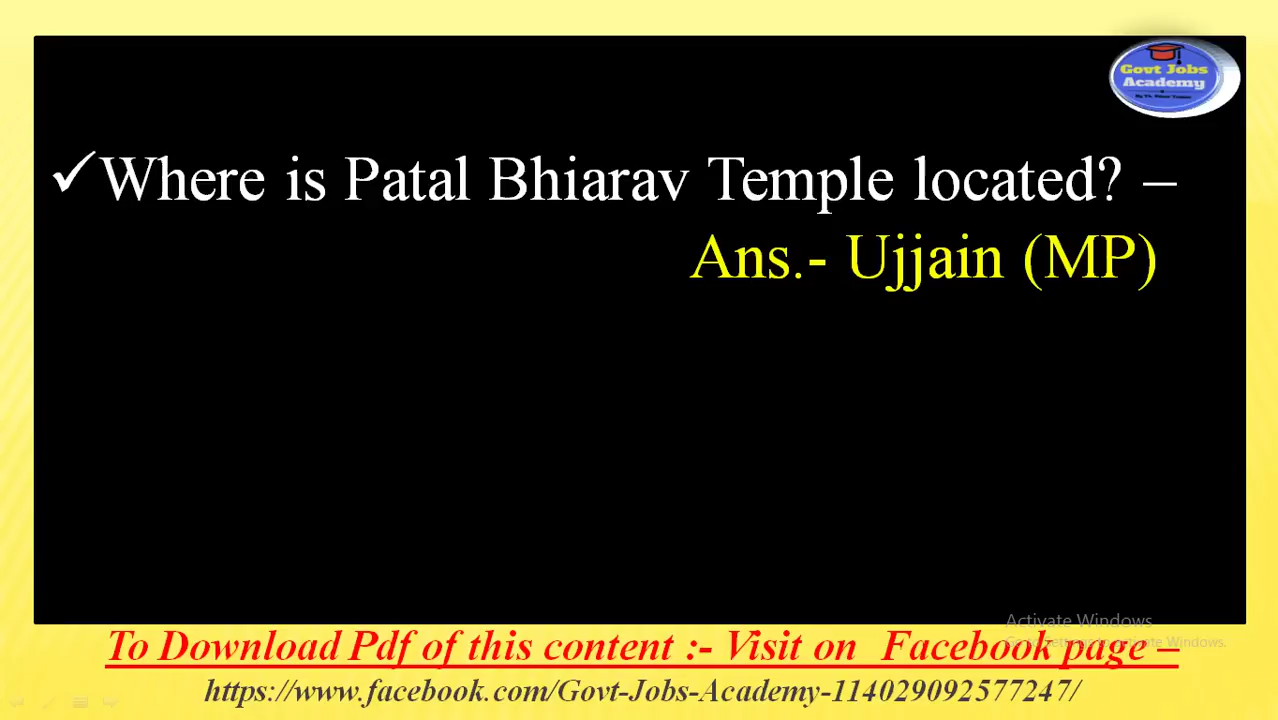 Govt Jobs
Academy
✓Where is Patal Bhiarav Temple located? –
Ans.- Ujjain (MP)
Activate Windows
To Download Pdf of this content :- Visit on Facebook page –
https://www.facebook.com/Govt-Jobs-Academy-114029092577247/